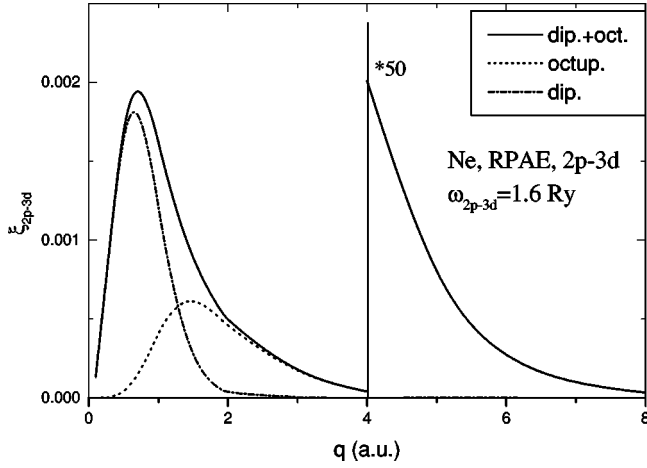 dip.+oct.
octup.
dip.
*50
Ne, RPAE, 2p-3d
ω2p-3d=1.6 Ry
ξ2p-3d
0.002
0.001
0.000
0 2 4 6 8
q (a.u.)